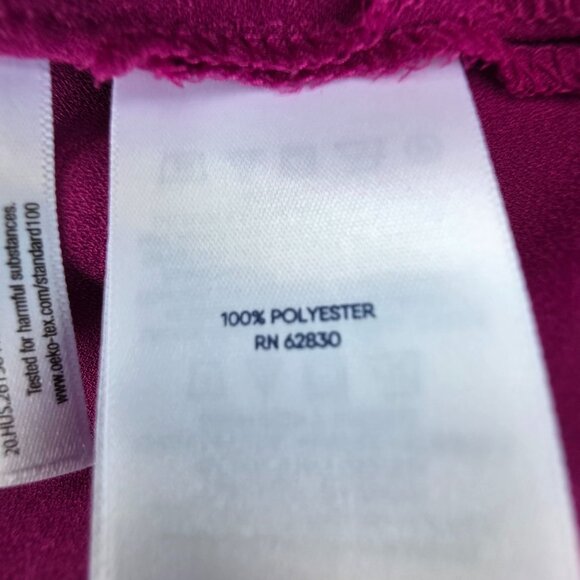 100% POLYESTER
RN 62830
Tested for harmful substances.
www.oeko-tex.com/standard100